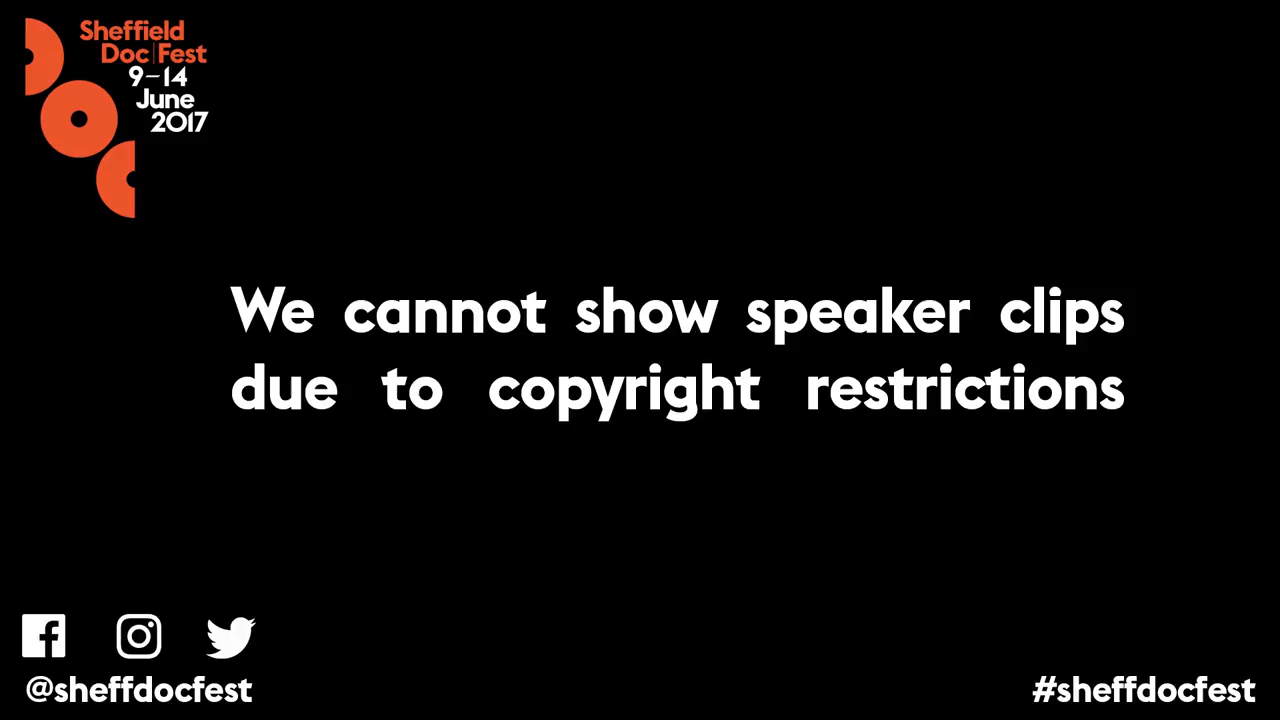 Sheffield
Doc|Fest
9–14
June
2017
We cannot show speaker clips
due to copyright restrictions
@sheffdocfest
#sheffdocfest